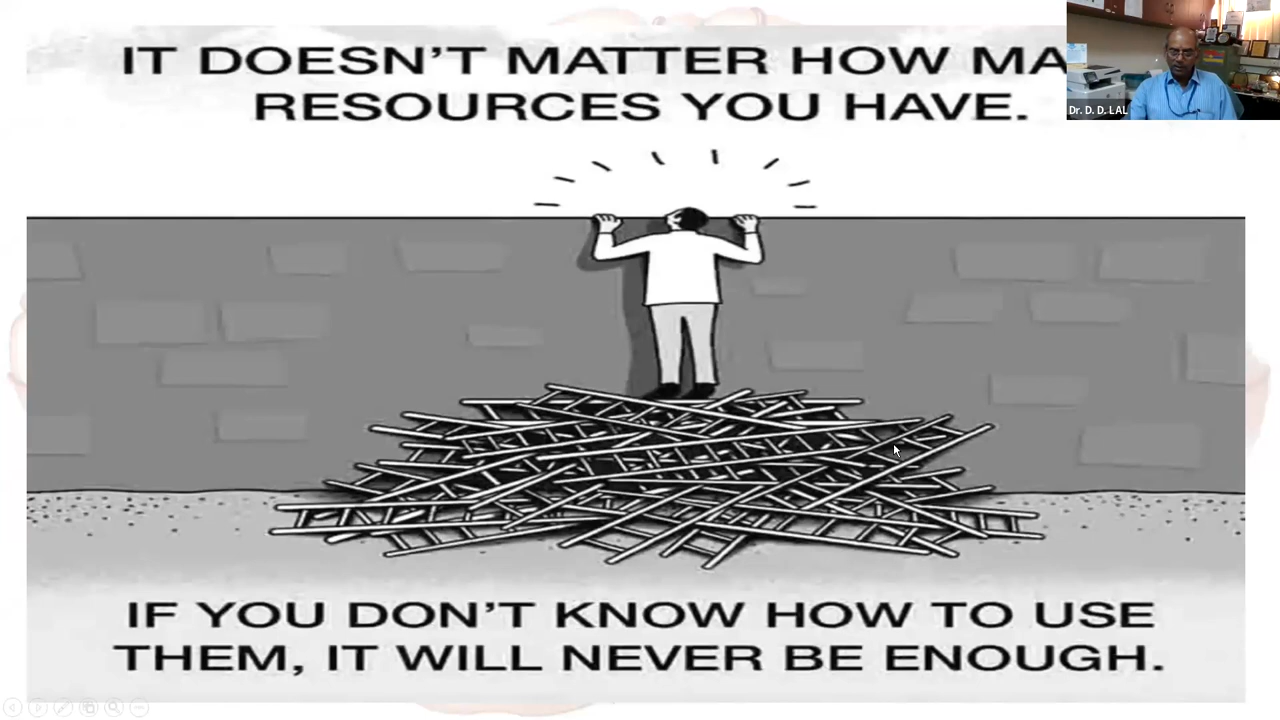 IT DOESN'T MATTER HOW MA
RESOURCES YOU HAVE.
Dr. D. D. LAL
IF YOU DON'T KNOW HOW TO USE
THEM, IT WILL NEVER BE ENOUGH.